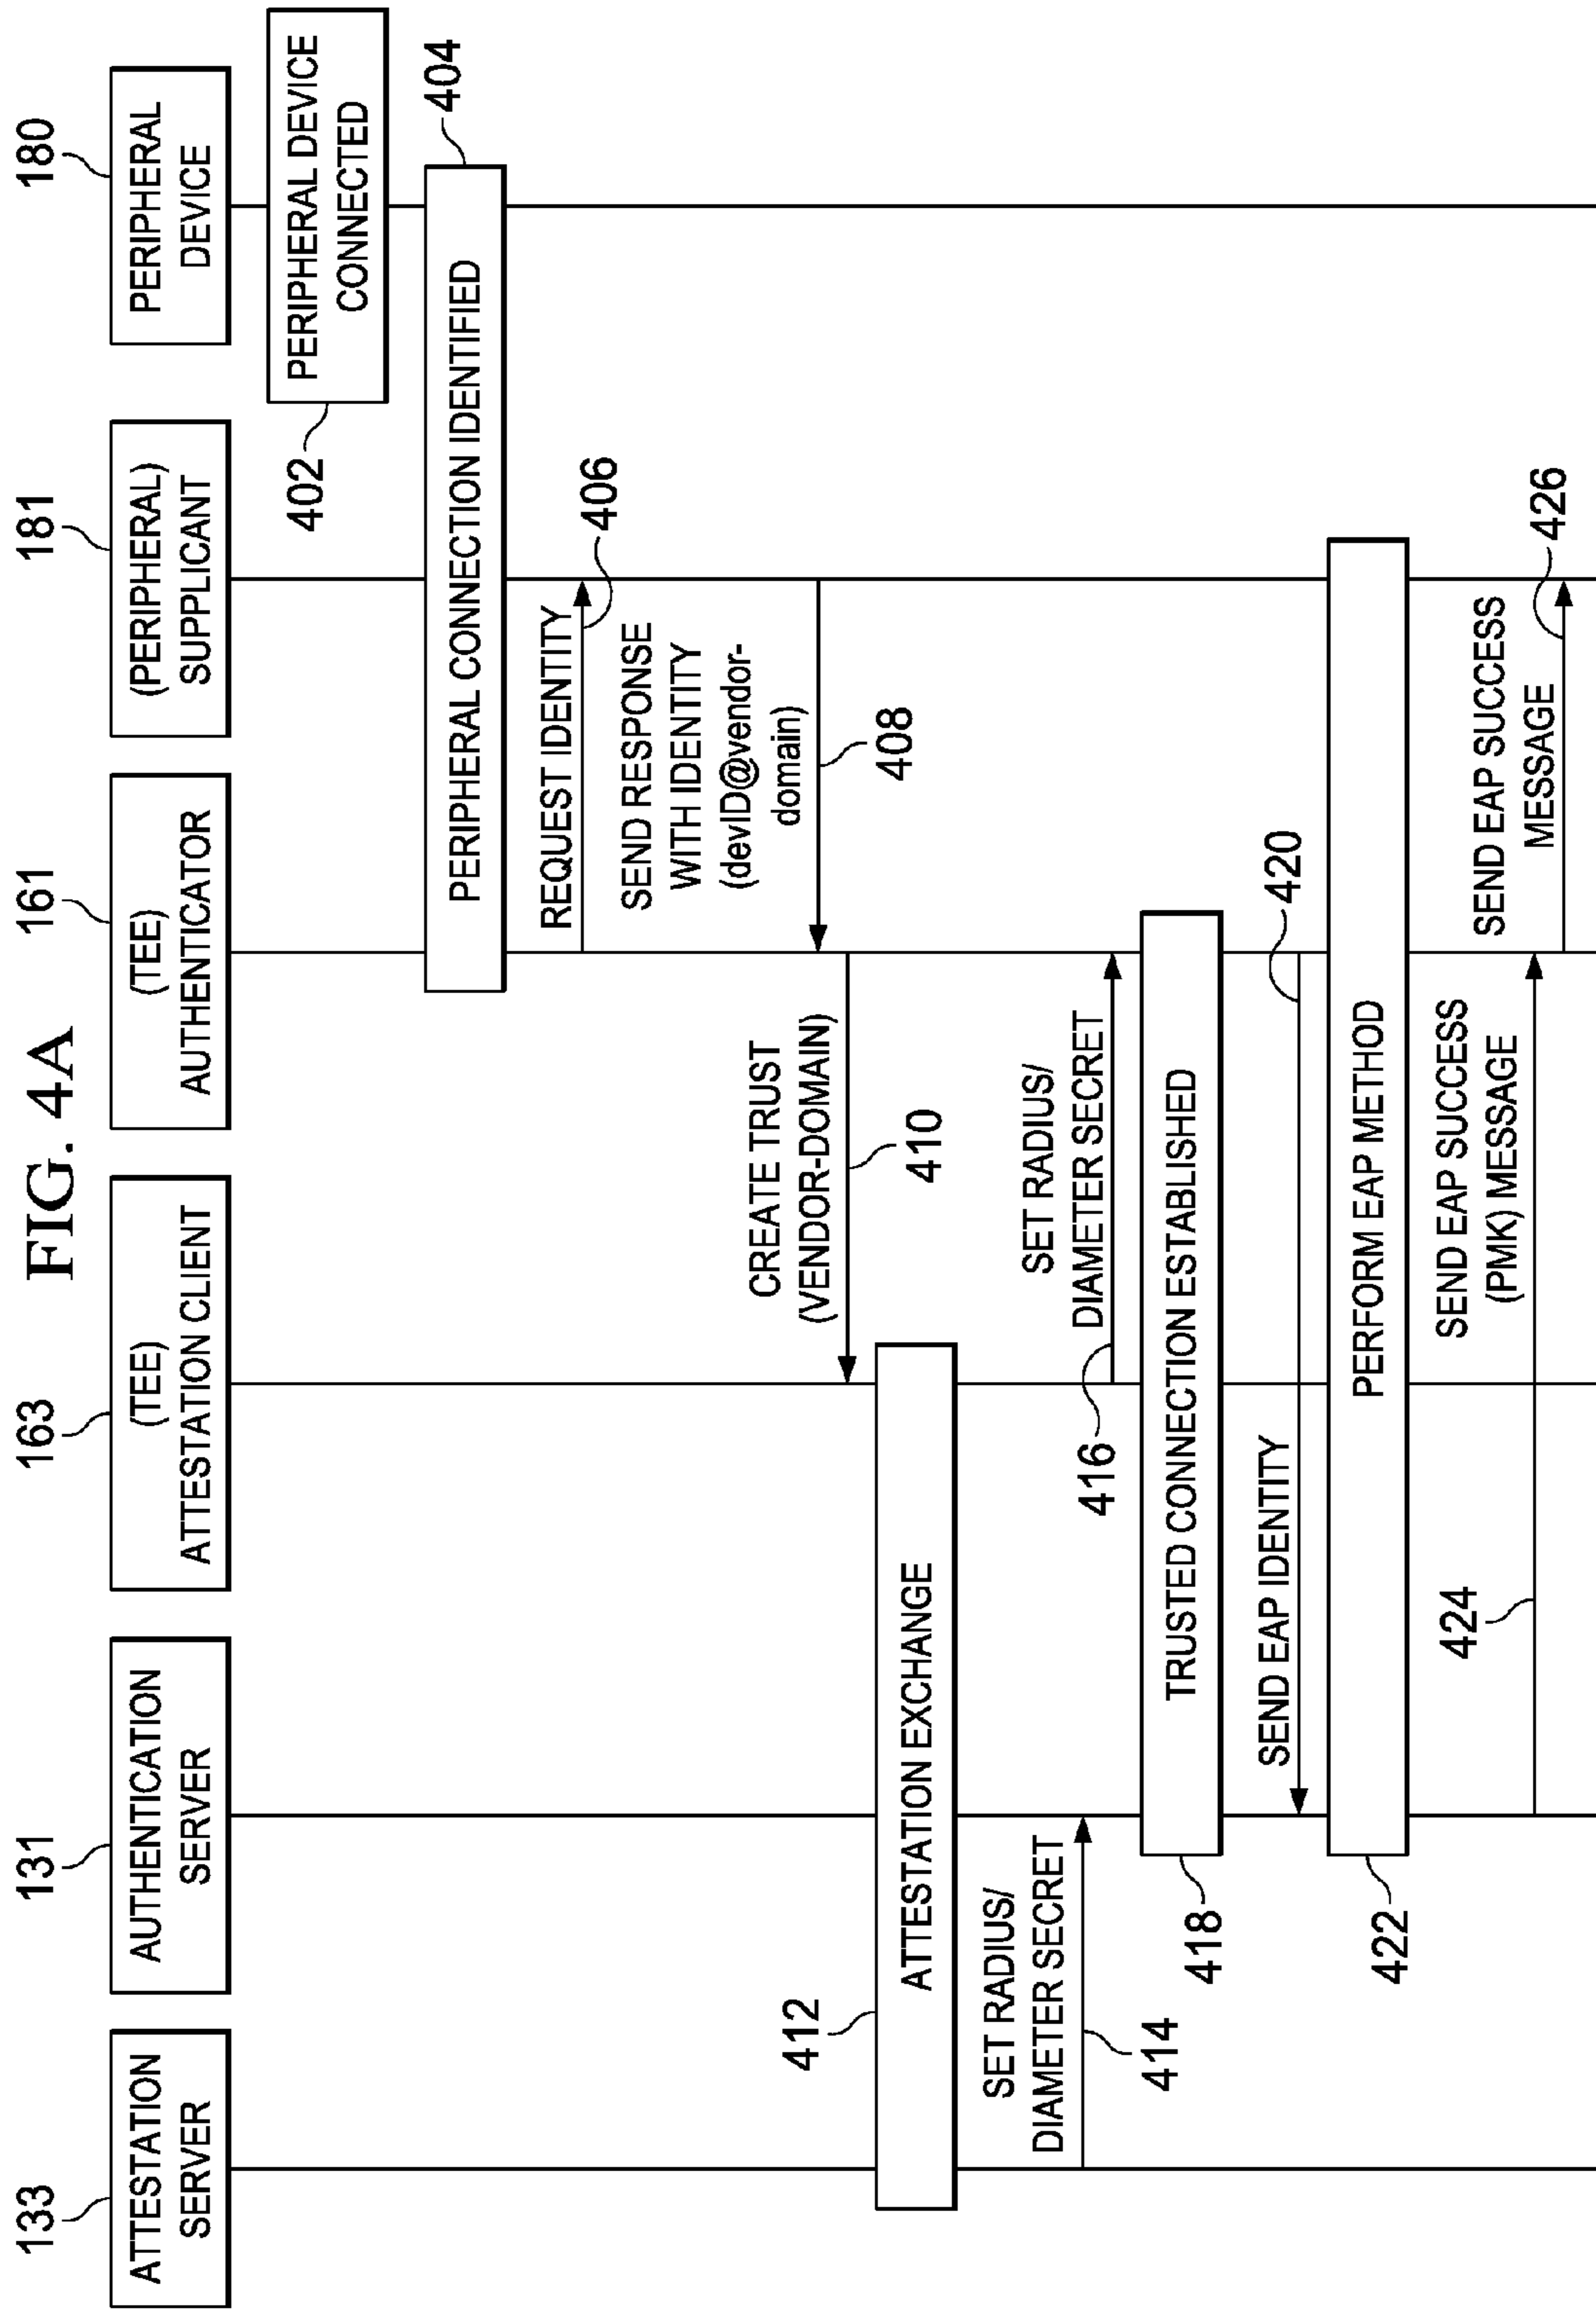 FIG. 4A
133
131
163
161
181
180
ATTESTATION
SERVER
AUTHENTICATION
SERVER
(TEE)
ATTESTATION CLIENT
(TEE)
AUTHENTICATOR
(PERIPHERAL)
SUPPLICANT
PERIPHERAL
DEVICE
402
PERIPHERAL DEVICE
CONNECTED
PERIPHERAL CONNECTION IDENTIFIED
404
REQUEST IDENTITY
406
SEND RESPONSE
WITH IDENTITY
(devID@vendor-
domain)
408
CREATE TRUST
(VENDOR-DOMAIN)
410
412
ATTESTATION EXCHANGE
SET RADIUS/
DIAMETER SECRET
414
SET RADIUS/
DIAMETER SECRET
416
TRUSTED CONNECTION ESTABLISHED
418
SEND EAP IDENTITY
420
PERFORM EAP METHOD
422
SEND EAP SUCCESS
(PMK) MESSAGE
424
SEND EAP SUCCESS
MESSAGE
426